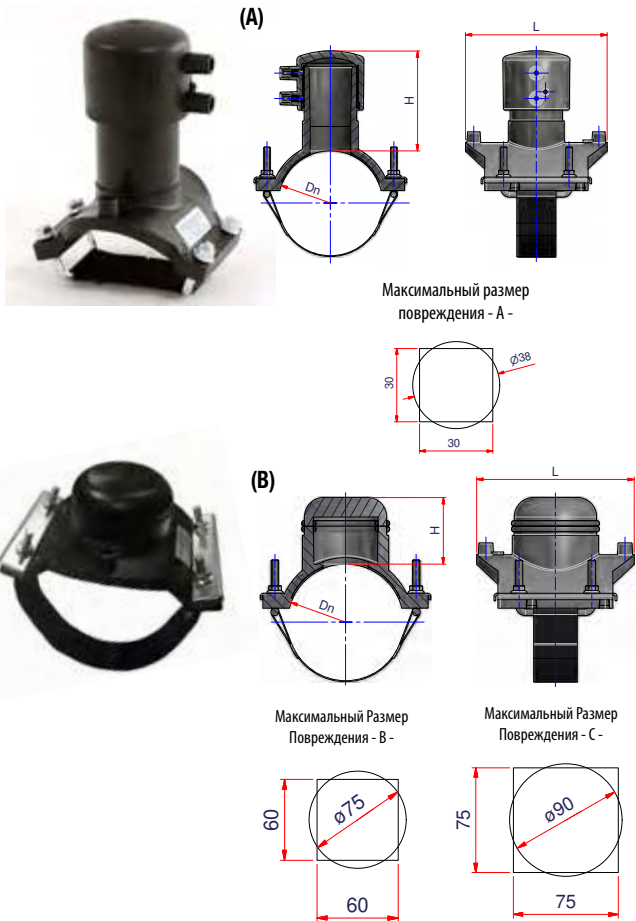 (A)
L
H
Dn
Максимальный размер
повреждения - A -
30
Ø38
30
(B)
L
H
Dn
Максимальный Размер
Повреждения - B -
Максимальный Размер
Повреждения - C -
60
ø75
60
75
ø90
75